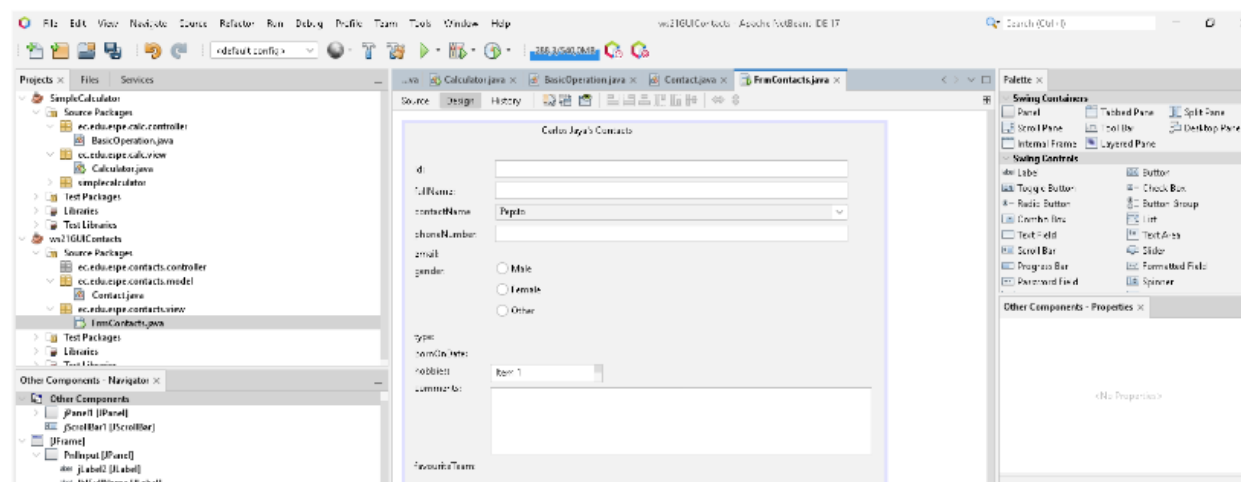 File Edit View Navigate Source Refactor Run Debug Profile Team Tools Window Help
ws21GUIContacts - Apache NetBeans IDE 17
Search (Ctrl+I)
<default config>
Projects
Files
Services
SimpleCalculator
Source Packages
ec.edu.espe.calc.controller
BasicOperation.java
ec.edu.espe.calc.view
Calculator.java
simplecalculator
Test Packages
Libraries
Test Libraries
ws21GUIContacts
Source Packages
ec.edu.espe.contacts.controller
ec.edu.espe.contacts.model
Contact.java
ec.edu.espe.contacts.view
FrmContacts.java
Test Packages
Libraries
Test Libraries
Other Components - Navigator
Other Components
jPanel1 [JPanel]
jScrollBar1 [JScrollBar]
[JFrame]
PnlInput [JPanel]
jLabel2 [JLabel]
...va Calculator.java BasicOperation.java Contact.java FrmContacts.java
Source Design History
Carlos Jaya's Contacts
id:
fullName:
contactName
Pepito
phoneNumber:
email:
gender:
Male
Female
Other
type:
bornOnDate:
hobbies:
Item 1
comments:
favouriteTeam:
Palette
Swing Containers
Panel Tabbed Pane Split Pane
Scroll Pane Tool Bar Desktop Pane
Internal Frame Layered Pane
Swing Controls
Label Button
Toggle Button Check Box
Radio Button Button Group
Combo Box List
Text Field Text Area
Scroll Bar Slider
Progress Bar Formatted Field
Password Field Spinner
Other Components - Properties
<No Properties>